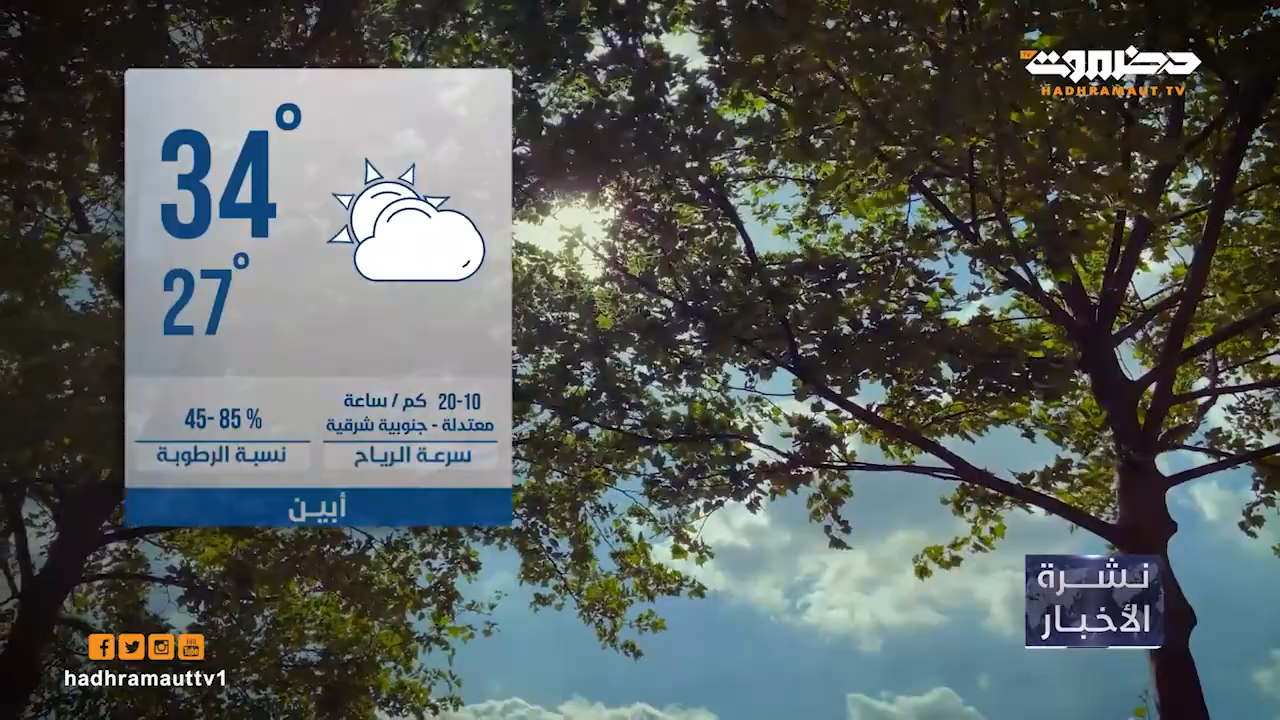 حضرموت
TV
HADHRAMAUT TV
34°
27°
20-10 كم / ساعة
معتدلة - جنوبية شرقية
سرعة الرياح
45- 85 %
نسبة الرطوبة
أبين
نشرة
الأخبار
hadhramauttv1